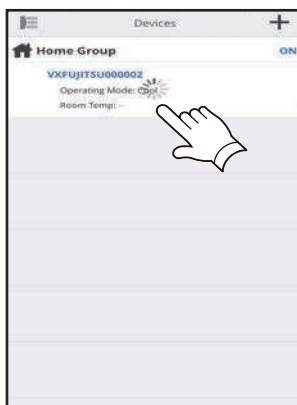 Devices
Home Group ON
VXFUJITSU000002
Operating Mode: Cool
Room Temp: --